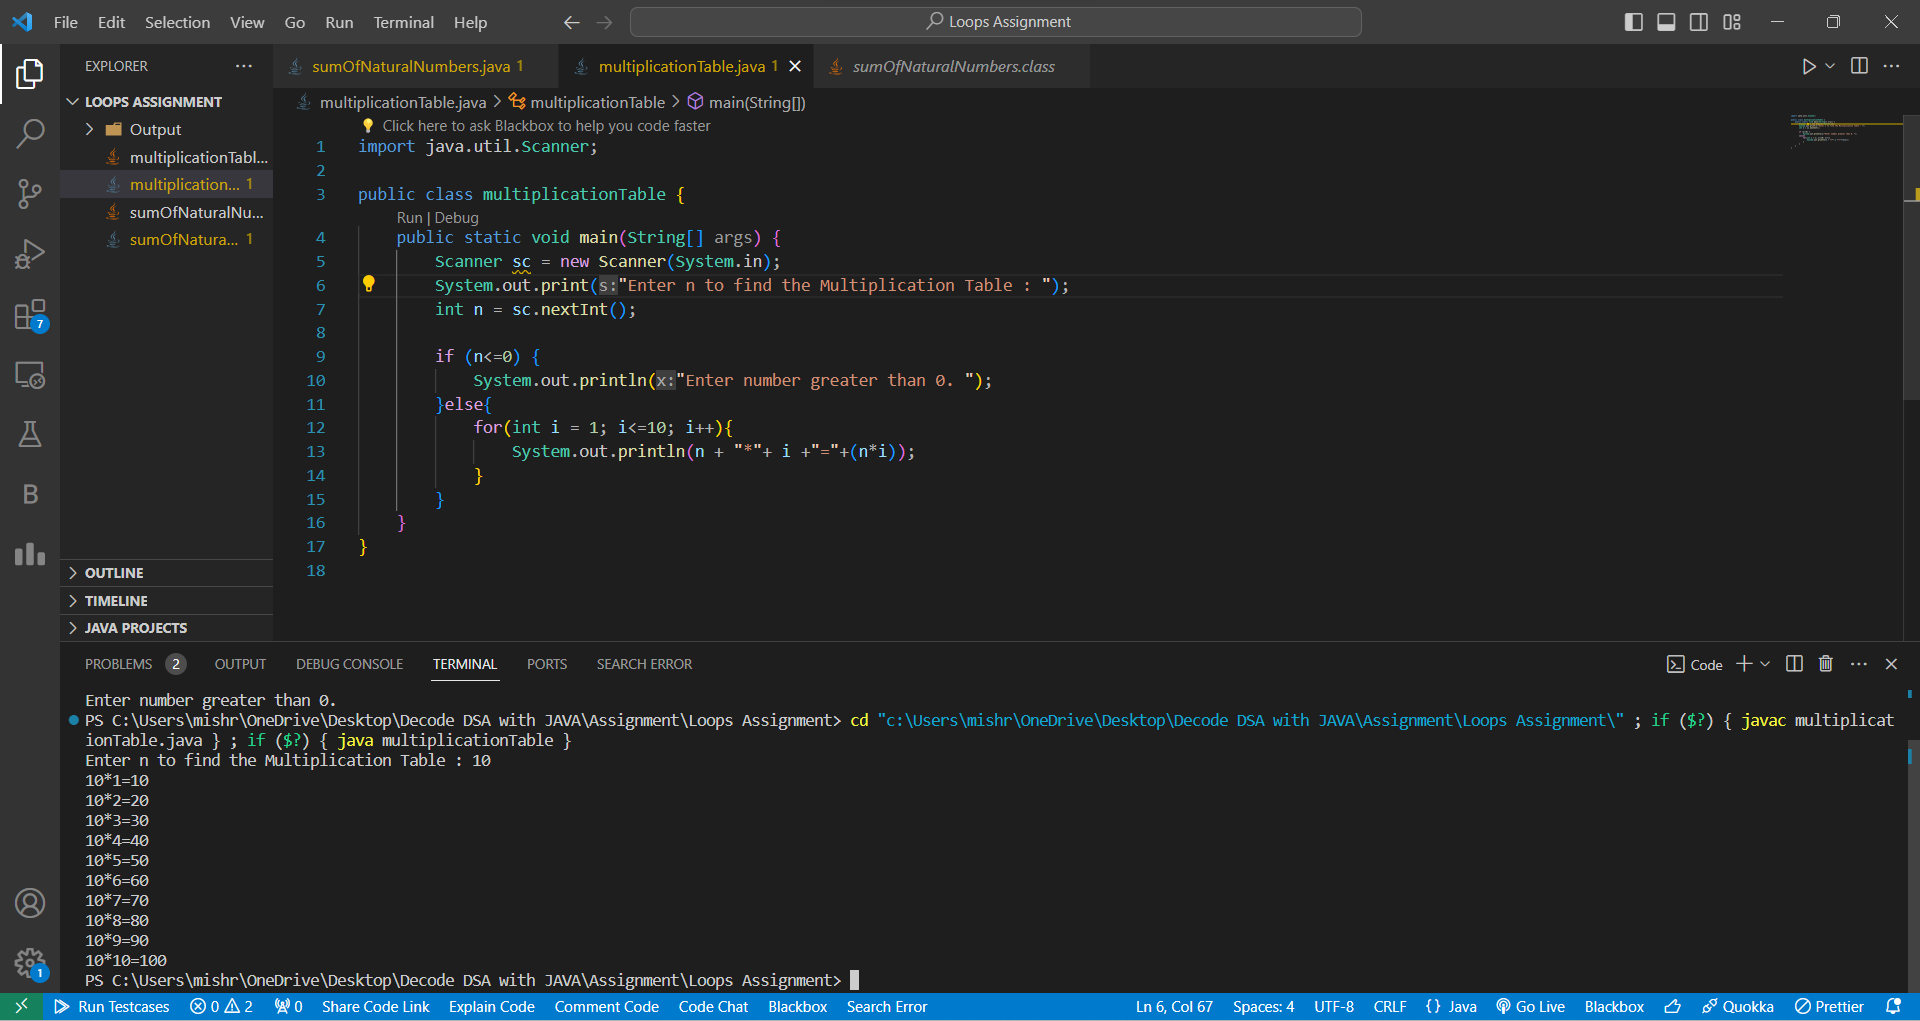 File Edit Selection View Go Run Terminal Help Loops Assignment
EXPLORER
LOOPS ASSIGNMENT
Output
multiplicationTabl...
multiplication... 1
sumOfNaturalNu...
sumOfNatura... 1
OUTLINE
TIMELINE
JAVA PROJECTS
7
B
1
sumOfNaturalNumbers.java 1 multiplicationTable.java 1 sumOfNaturalNumbers.class
multiplicationTable.java > multiplicationTable > main(String[])
Click here to ask Blackbox to help you code faster
1 import java.util.Scanner;
2
3 public class multiplicationTable {
Run | Debug
4 public static void main(String[] args) {
5 Scanner sc = new Scanner(System.in);
6 System.out.print(s:"Enter n to find the Multiplication Table : ");
7 int n = sc.nextInt();
8
9 if (n<=0) {
10 System.out.println(x:"Enter number greater than 0. ");
11 }else{
12 for(int i = 1; i<=10; i++){
13 System.out.println(n + "*"+ i +"="+(n*i));
14 }
15 }
16 }
17 }
18
PROBLEMS 2 OUTPUT DEBUG CONSOLE TERMINAL PORTS SEARCH ERROR Code
Enter number greater than 0.
PS C:\Users\mishr\OneDrive\Desktop\Decode DSA with JAVA\Assignment\Loops Assignment> cd "c:\Users\mishr\OneDrive\Desktop\Decode DSA with JAVA\Assignment\Loops Assignment\" ; if ($?) { javac multiplicat
ionTable.java } ; if ($?) { java multiplicationTable }
Enter n to find the Multiplication Table : 10
10*1=10
10*2=20
10*3=30
10*4=40
10*5=50
10*6=60
10*7=70
10*8=80
10*9=90
10*10=100
PS C:\Users\mishr\OneDrive\Desktop\Decode DSA with JAVA\Assignment\Loops Assignment>
Run Testcases 0 2 0 Share Code Link Explain Code Comment Code Code Chat Blackbox Search Error Ln 6, Col 67 Spaces: 4 UTF-8 CRLF {} Java Go Live Blackbox Quokka Prettier